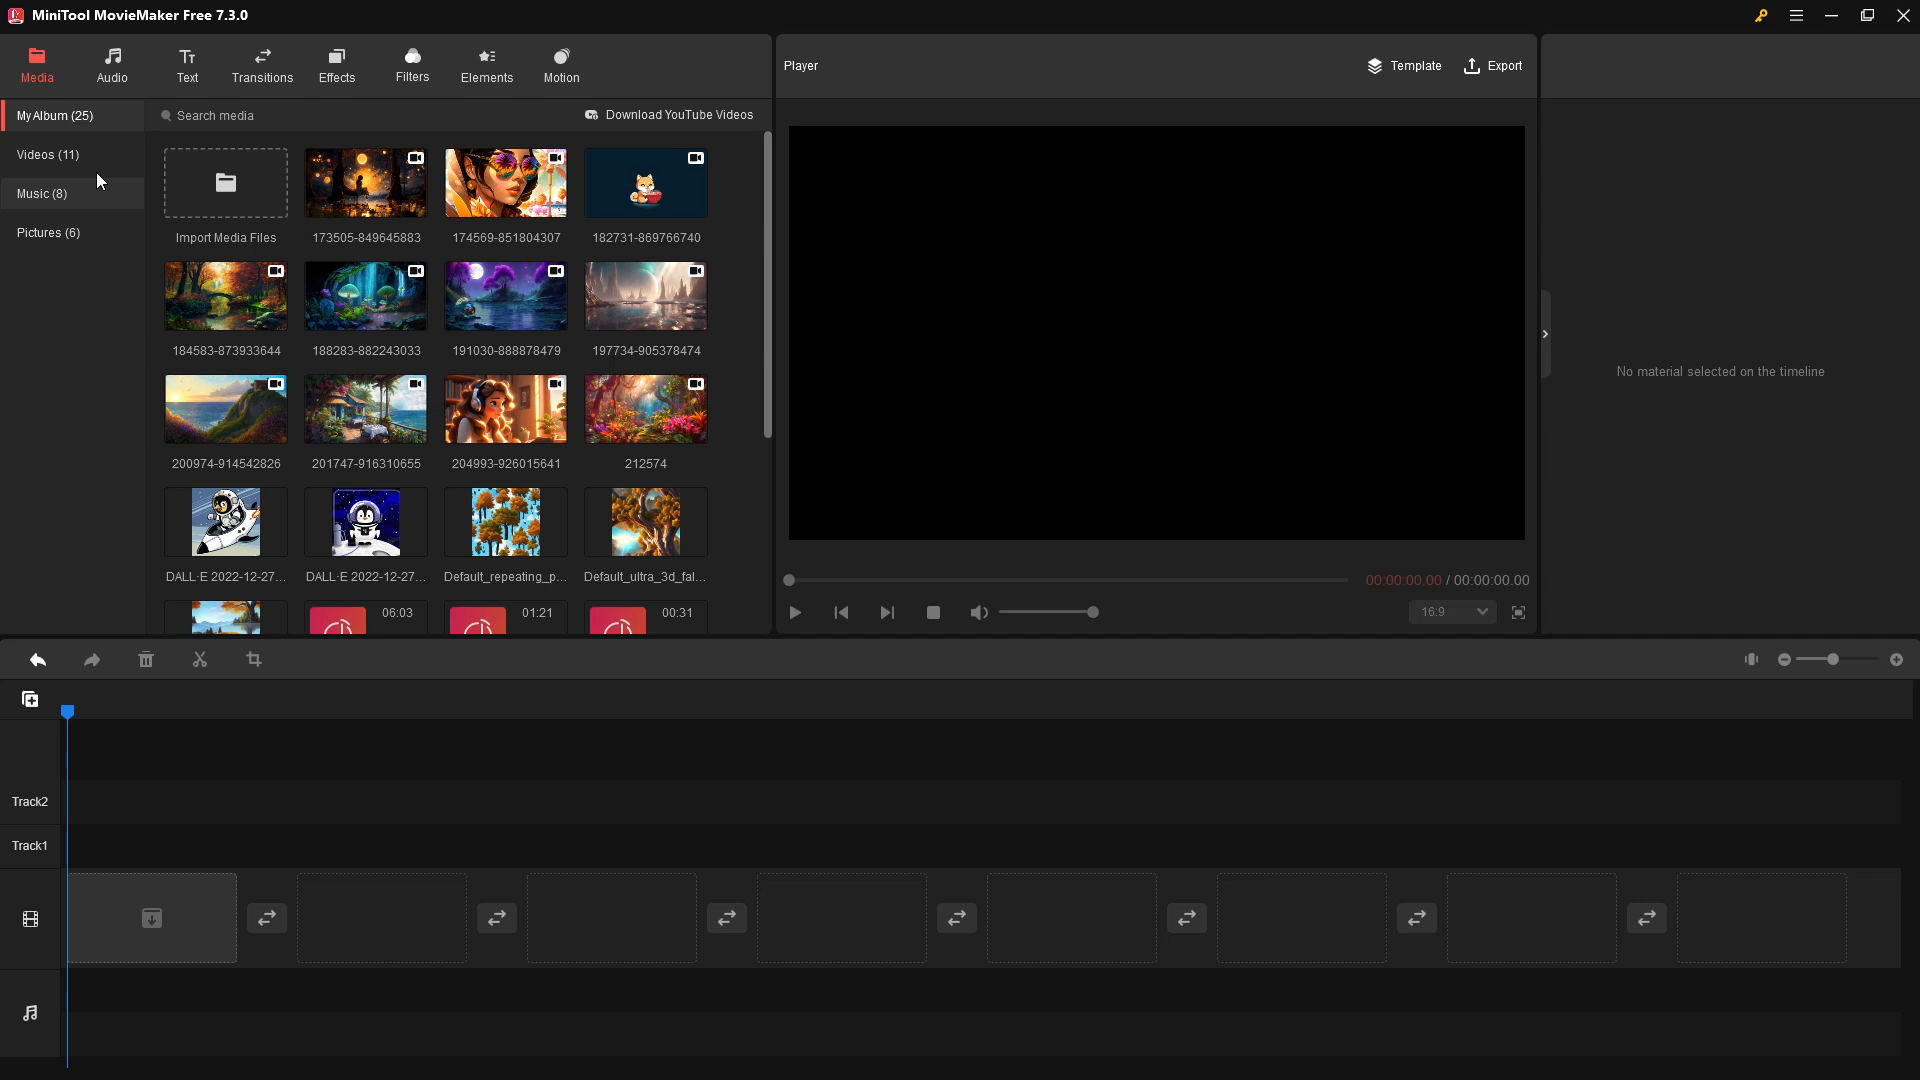 MiniTool MovieMaker Free 7.3.0
Media
Audio
Text
Transitions
Effects
Filters
Elements
Motion
Player
Template
Export
My Album (25)
Search media
Download YouTube Videos
Videos (11)
Music (8)
Pictures (6)
Import Media Files
173505-849645883
174569-851804307
182731-869766740
184583-873933644
188283-882243033
191030-888878479
197734-905378474
200974-914542826
201747-916310655
204993-926015641
212574
DALL·E 2022-12-27...
DALL·E 2022-12-27...
Default_repeating_p...
Default_ultra_3d_fal...
06:03
01:21
00:31
No material selected on the timeline
00:00:00.00 / 00:00:00.00
16:9
Track2
Track1